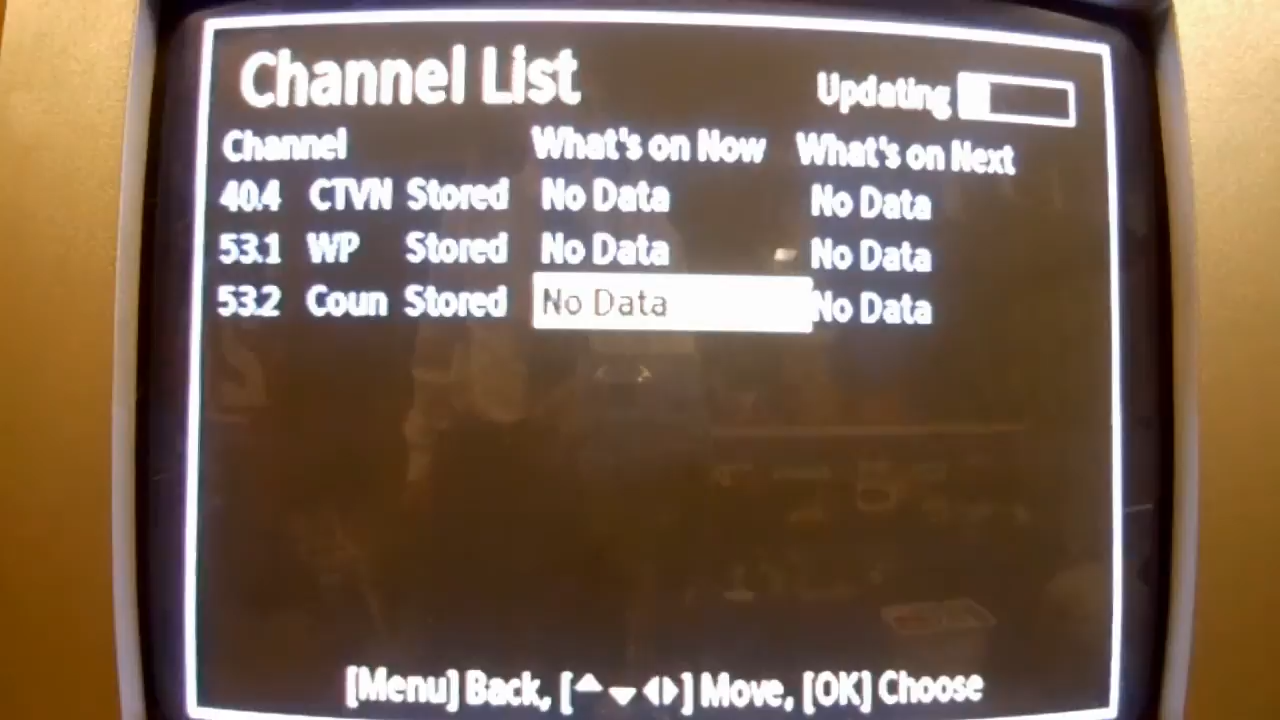 Channel List
Updating
Channel What's on Now What's on Next
40.4 CTVN Stored No Data No Data
53.1 WP Stored No Data No Data
53.2 Coun Stored No Data No Data
[Menu] Back, [▲▼◀▶] Move, [OK] Choose